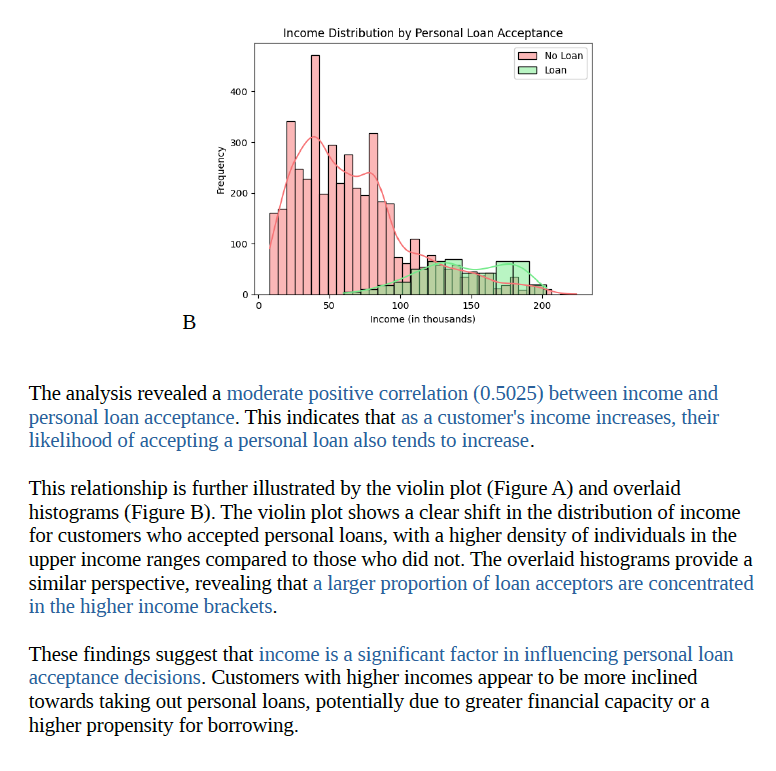 Income Distribution by Personal Loan Acceptance
No Loan
Loan
400
300
200
100
0
Frequency
0 50 100 150 200
Income (in thousands)
B
The analysis revealed a moderate positive correlation (0.5025) between income and
personal loan acceptance. This indicates that as a customer's income increases, their
likelihood of accepting a personal loan also tends to increase.
This relationship is further illustrated by the violin plot (Figure A) and overlaid
histograms (Figure B). The violin plot shows a clear shift in the distribution of income
for customers who accepted personal loans, with a higher density of individuals in the
upper income ranges compared to those who did not. The overlaid histograms provide a
similar perspective, revealing that a larger proportion of loan acceptors are concentrated
in the higher income brackets.
These findings suggest that income is a significant factor in influencing personal loan
acceptance decisions. Customers with higher incomes appear to be more inclined
towards taking out personal loans, potentially due to greater financial capacity or a
higher propensity for borrowing.